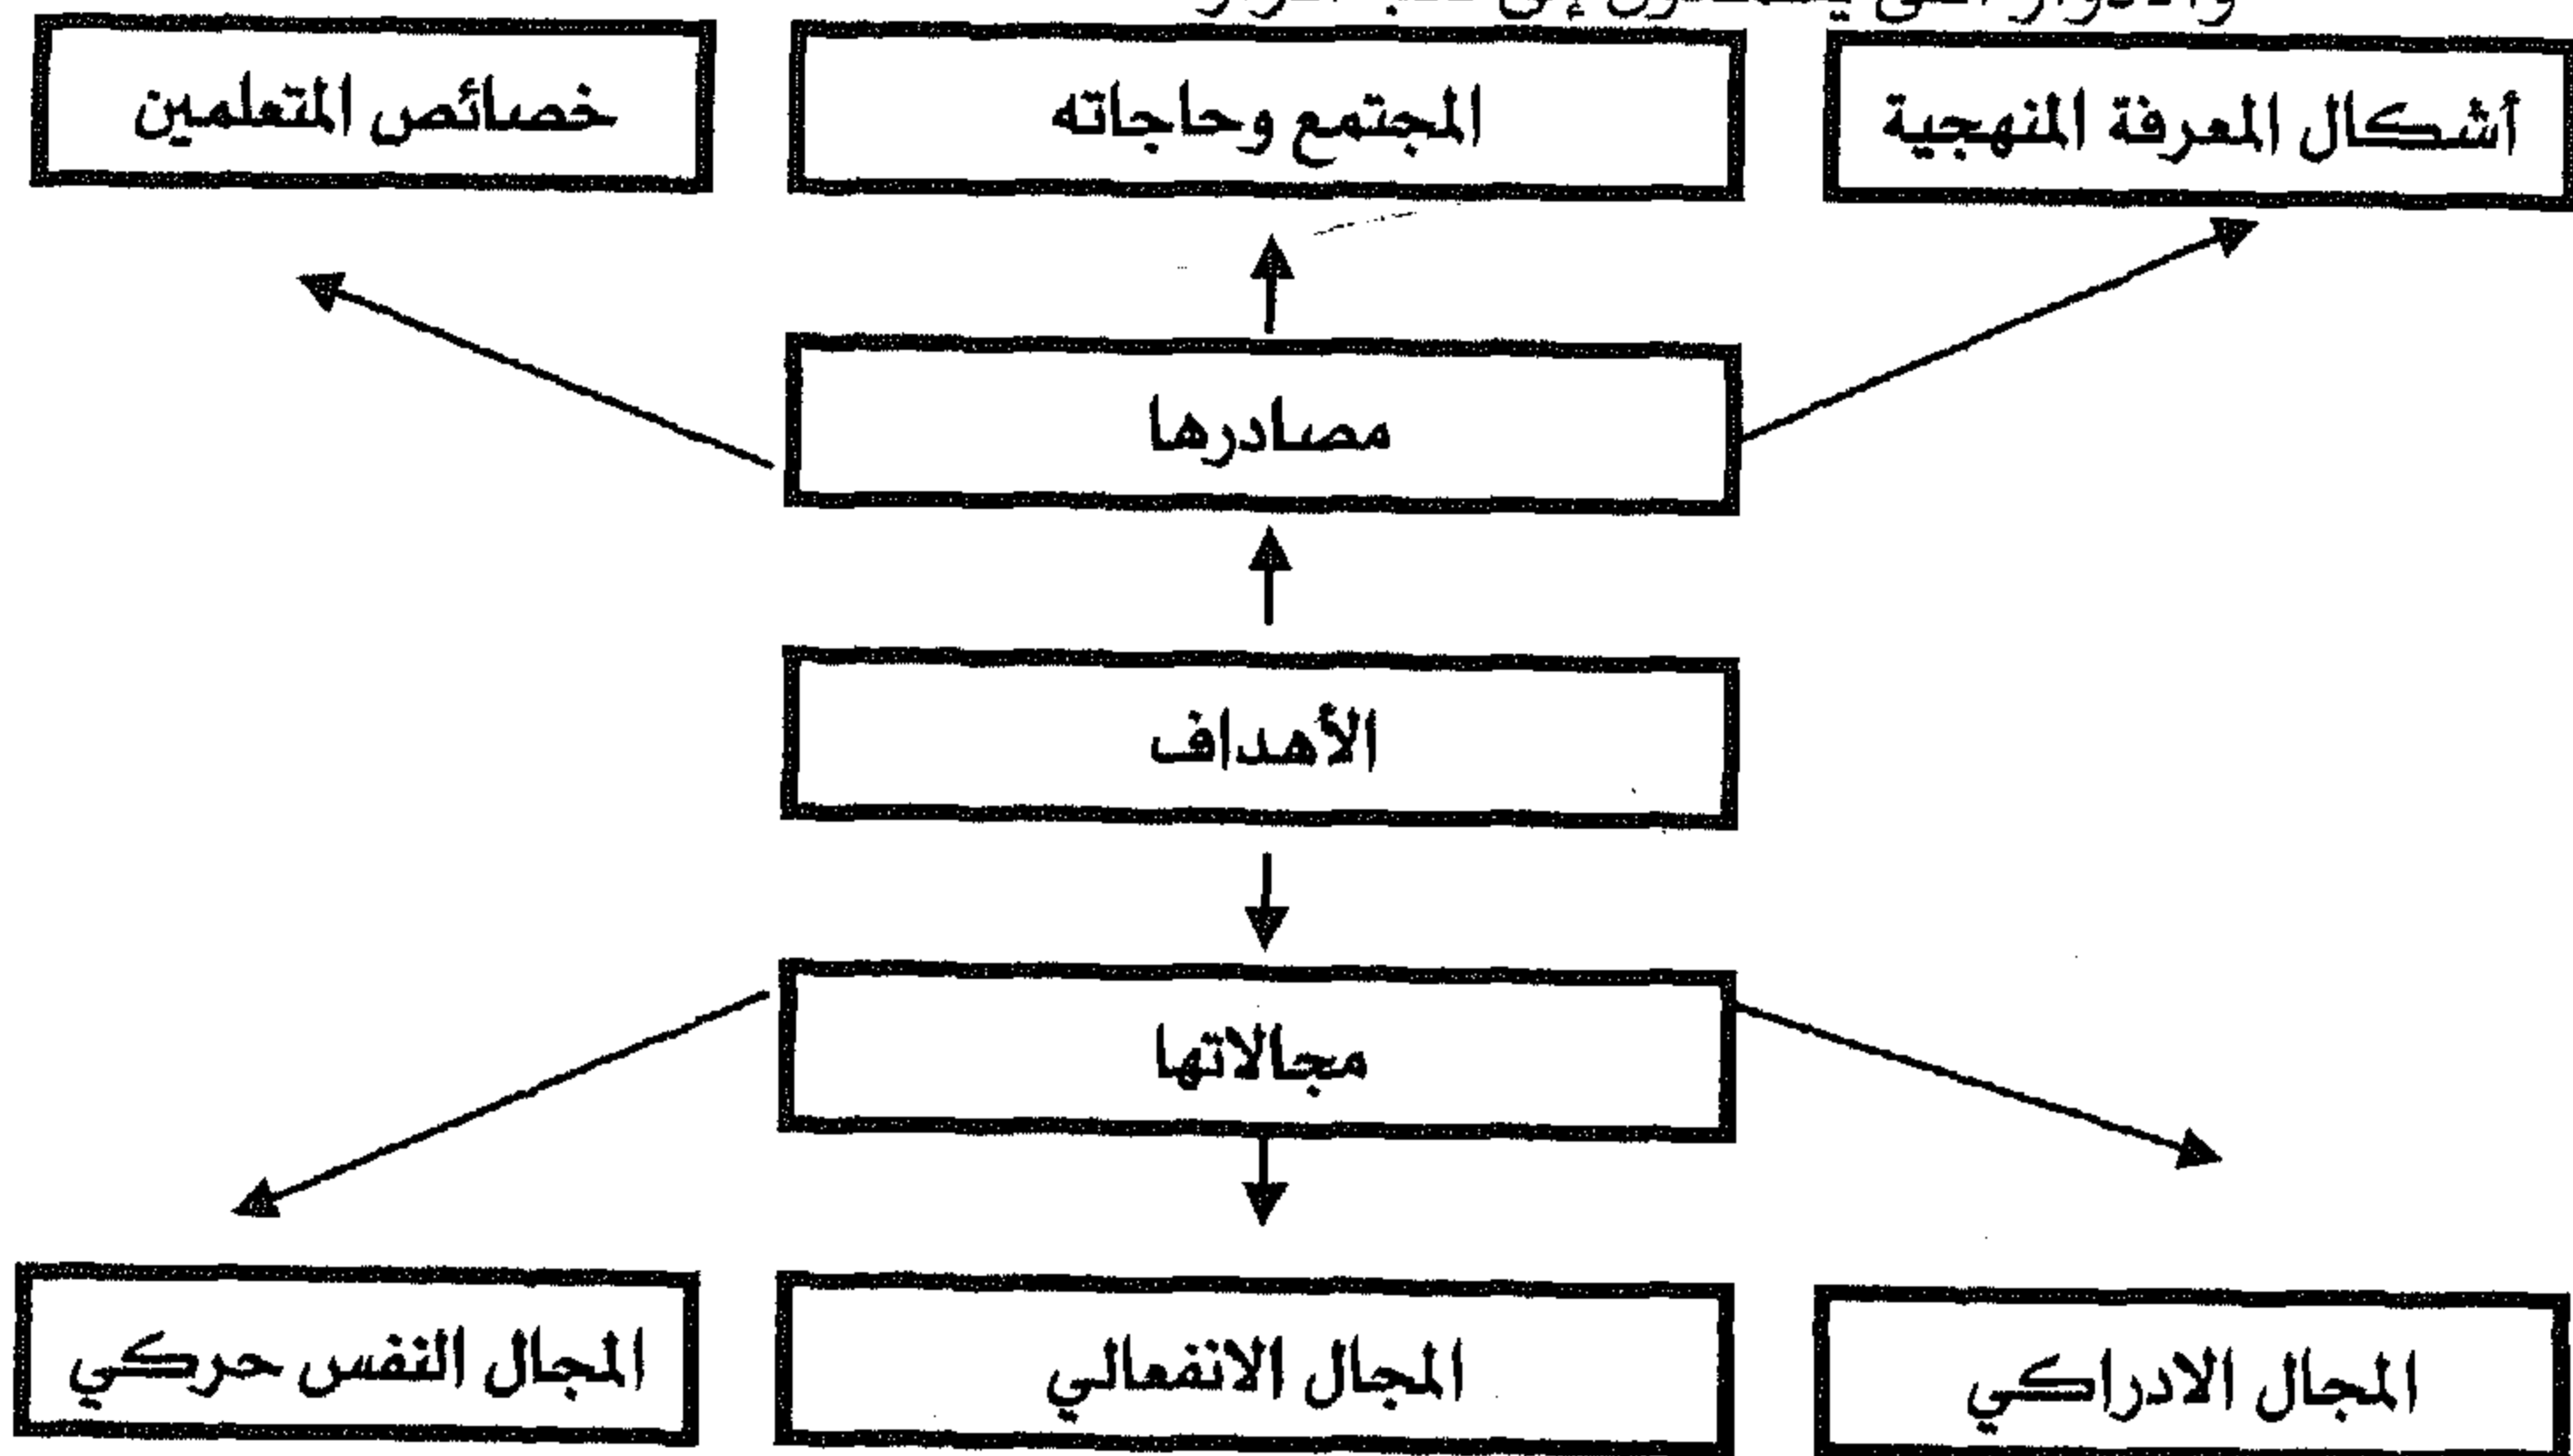 أشكال المعرفة المنهجية
المجتمع وحاجاته
خصائص المتعلمين
مصادرها
الأهداف
مجالاتها
المجال الادراكي
المجال الانفعالي
المجال النفس حركي